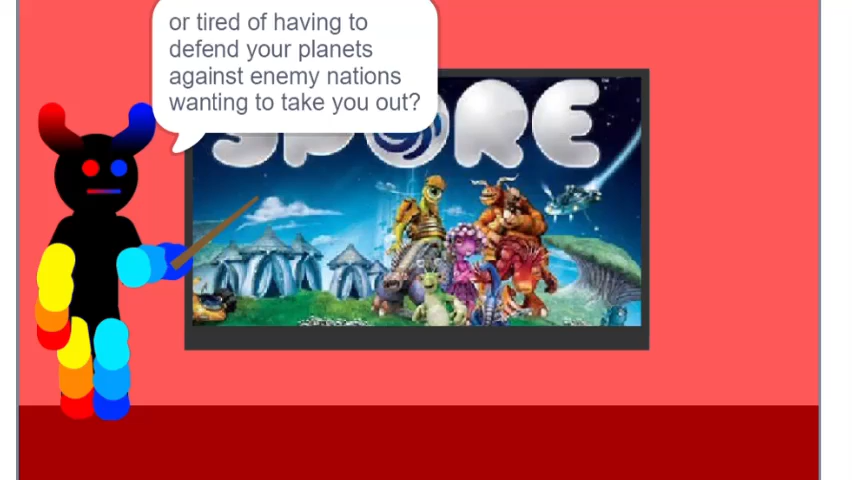 or tired of having to
defend your planets
against enemy nations
wanting to take you out?
SPORE